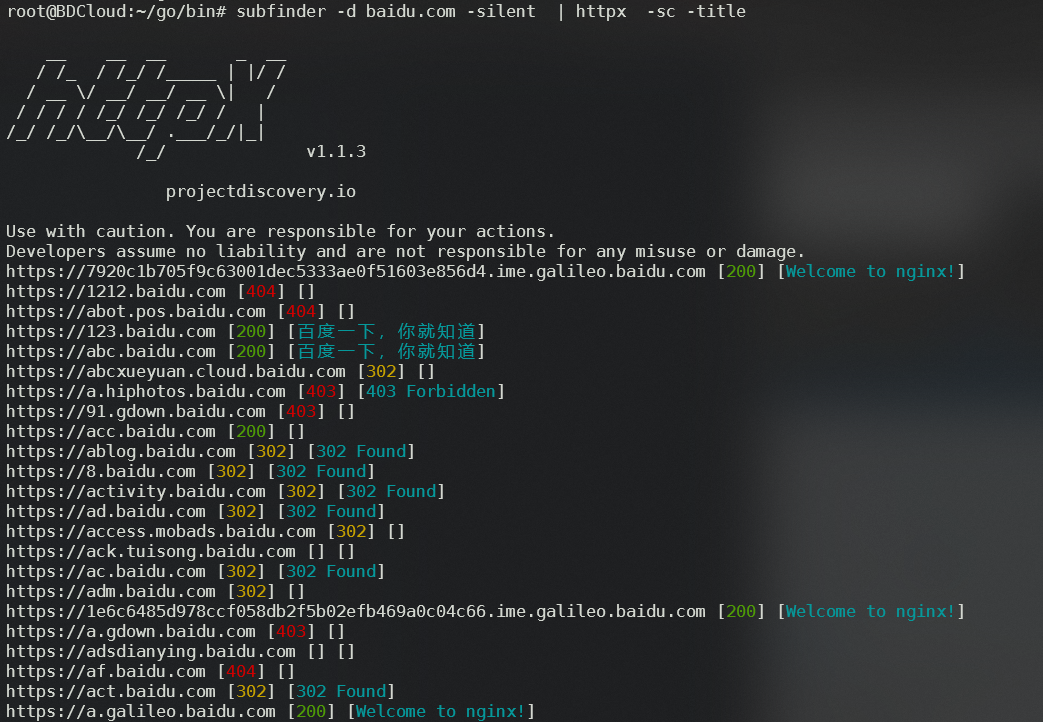 root@BDCloud:~/go/bin# subfinder -d baidu.com -silent  | httpx  -sc -title
    __    __  __       _  __
   / /_  / /_/ /_____ | |/ /
  / __ \/ __/ __/ __ \|   /
 / / / / /_/ /_/ /_/ /   |
/_/ /_/\__/\__/ .___/_/|_|
             /_/              v1.1.3
projectdiscovery.io
Use with caution. You are responsible for your actions.
Developers assume no liability and are not responsible for any misuse or damage.
https://7920c1b705f9c63001dec5333ae0f51603e856d4.ime.galileo.baidu.com [200] [Welcome to nginx!]
https://1212.baidu.com [404] []
https://abot.pos.baidu.com [404] []
https://123.baidu.com [200] [百度一下，你就知道]
https://abc.baidu.com [200] [百度一下，你就知道]
https://abcxueyuan.cloud.baidu.com [302] []
https://a.hiphotos.baidu.com [403] [403 Forbidden]
https://91.gdown.baidu.com [403] []
https://acc.baidu.com [200] []
https://ablog.baidu.com [302] [302 Found]
https://8.baidu.com [302] [302 Found]
https://activity.baidu.com [302] [302 Found]
https://ad.baidu.com [302] [302 Found]
https://access.mobads.baidu.com [302] []
https://ack.tuisong.baidu.com [] []
https://ac.baidu.com [302] [302 Found]
https://adm.baidu.com [302] []
https://1e6c6485d978ccf058db2f5b02efb469a0c04c66.ime.galileo.baidu.com [200] [Welcome to nginx!]
https://a.gdown.baidu.com [403] []
https://adsdianying.baidu.com [] []
https://af.baidu.com [404] []
https://act.baidu.com [302] [302 Found]
https://a.galileo.baidu.com [200] [Welcome to nginx!]